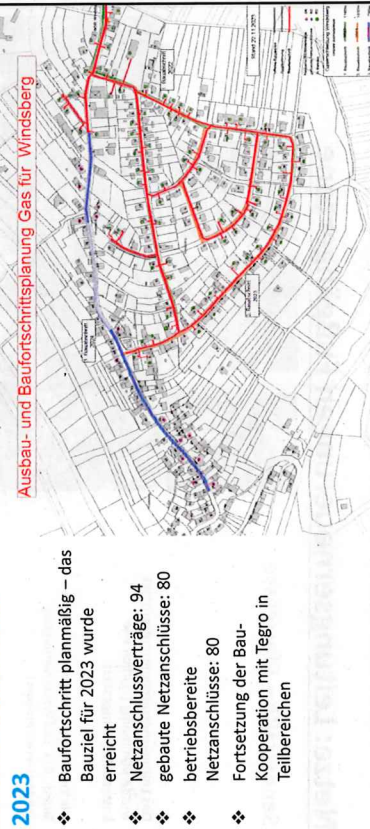 2023
Ausbau- und Baufortschrittsplanung Gas für Windsberg
❖ Baufortschritt planmäßig – das
Bauziel für 2023 wurde
erreicht
❖ Netzanschlussverträge: 94
❖ gebaute Netzanschlüsse: 80
❖ betriebsbereite
Netzanschlüsse: 80
❖ Fortsetzung der Bau-
Kooperation mit Tegro in
Teilbereichen